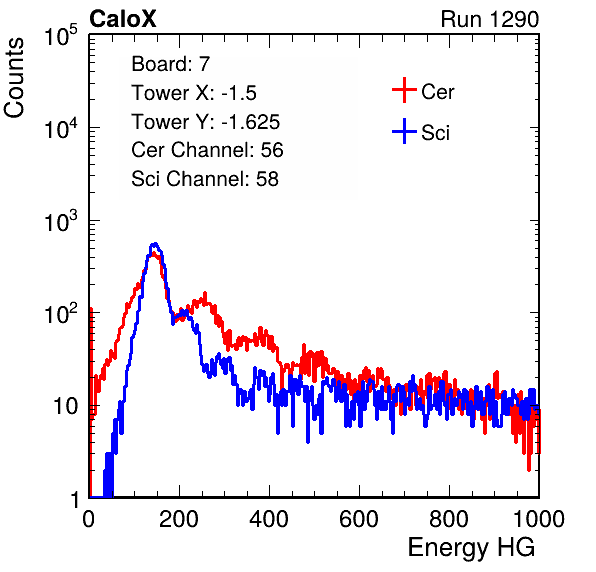 CaloX Run 1290
Counts
Board: 7
Tower X: -1.5
Tower Y: -1.625
Cer Channel: 56
Sci Channel: 58
Cer
Sci
10^5
10^4
10^3
10^2
10
1
0 200 400 600 800 1000
Energy HG